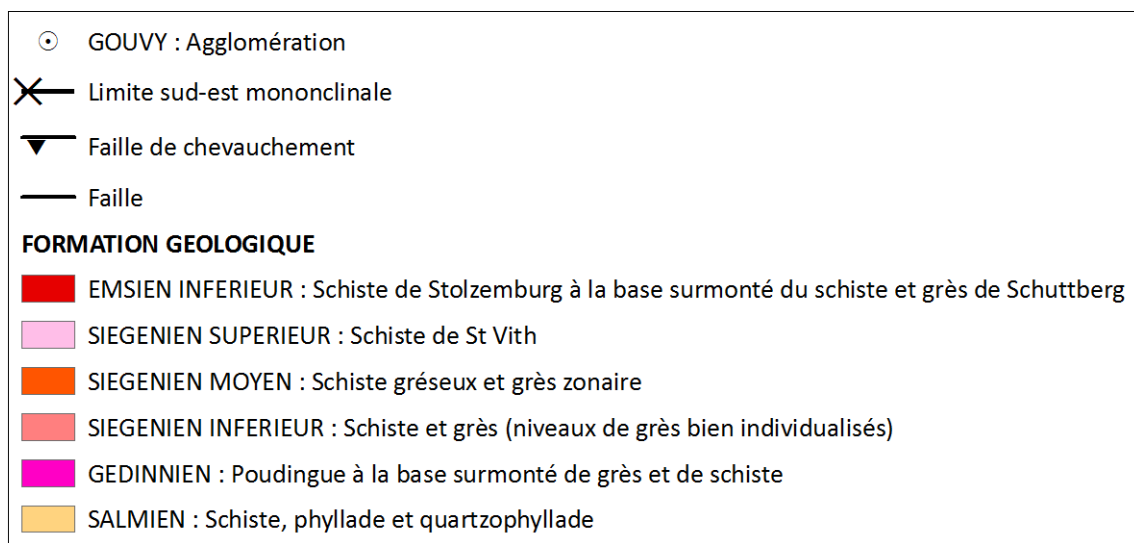 GOUVY : Agglomération
Limite sud-est mononclinale
Faille de chevauchement
Faille
FORMATION GEOLOGIQUE
EMSIEN INFERIEUR : Schiste de Stolzemburg à la base surmonté du schiste et grès de Schuttberg
SIEGENIEN SUPERIEUR : Schiste de St Vith
SIEGENIEN MOYEN : Schiste gréseux et grès zonaire
SIEGENIEN INFERIEUR : Schiste et grès (niveaux de grès bien individualisés)
GEDINNIEN : Poudingue à la base surmonté de grès et de schiste
SALMIEN : Schiste, phyllade et quartzophyllade